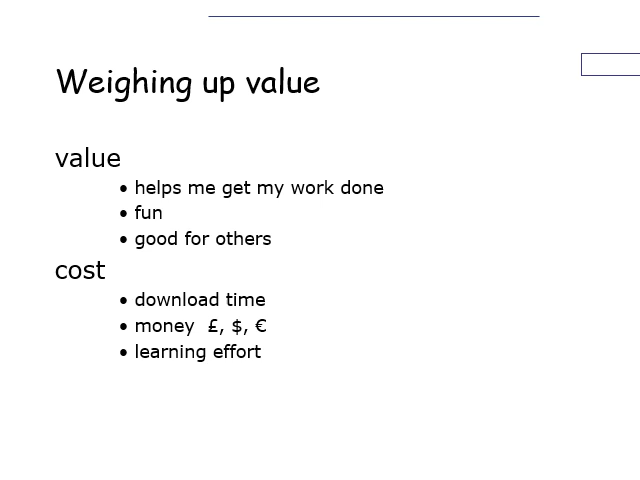 Weighing up value
value
• helps me get my work done
• fun
• good for others
cost
• download time
• money  £, $, €
• learning effort